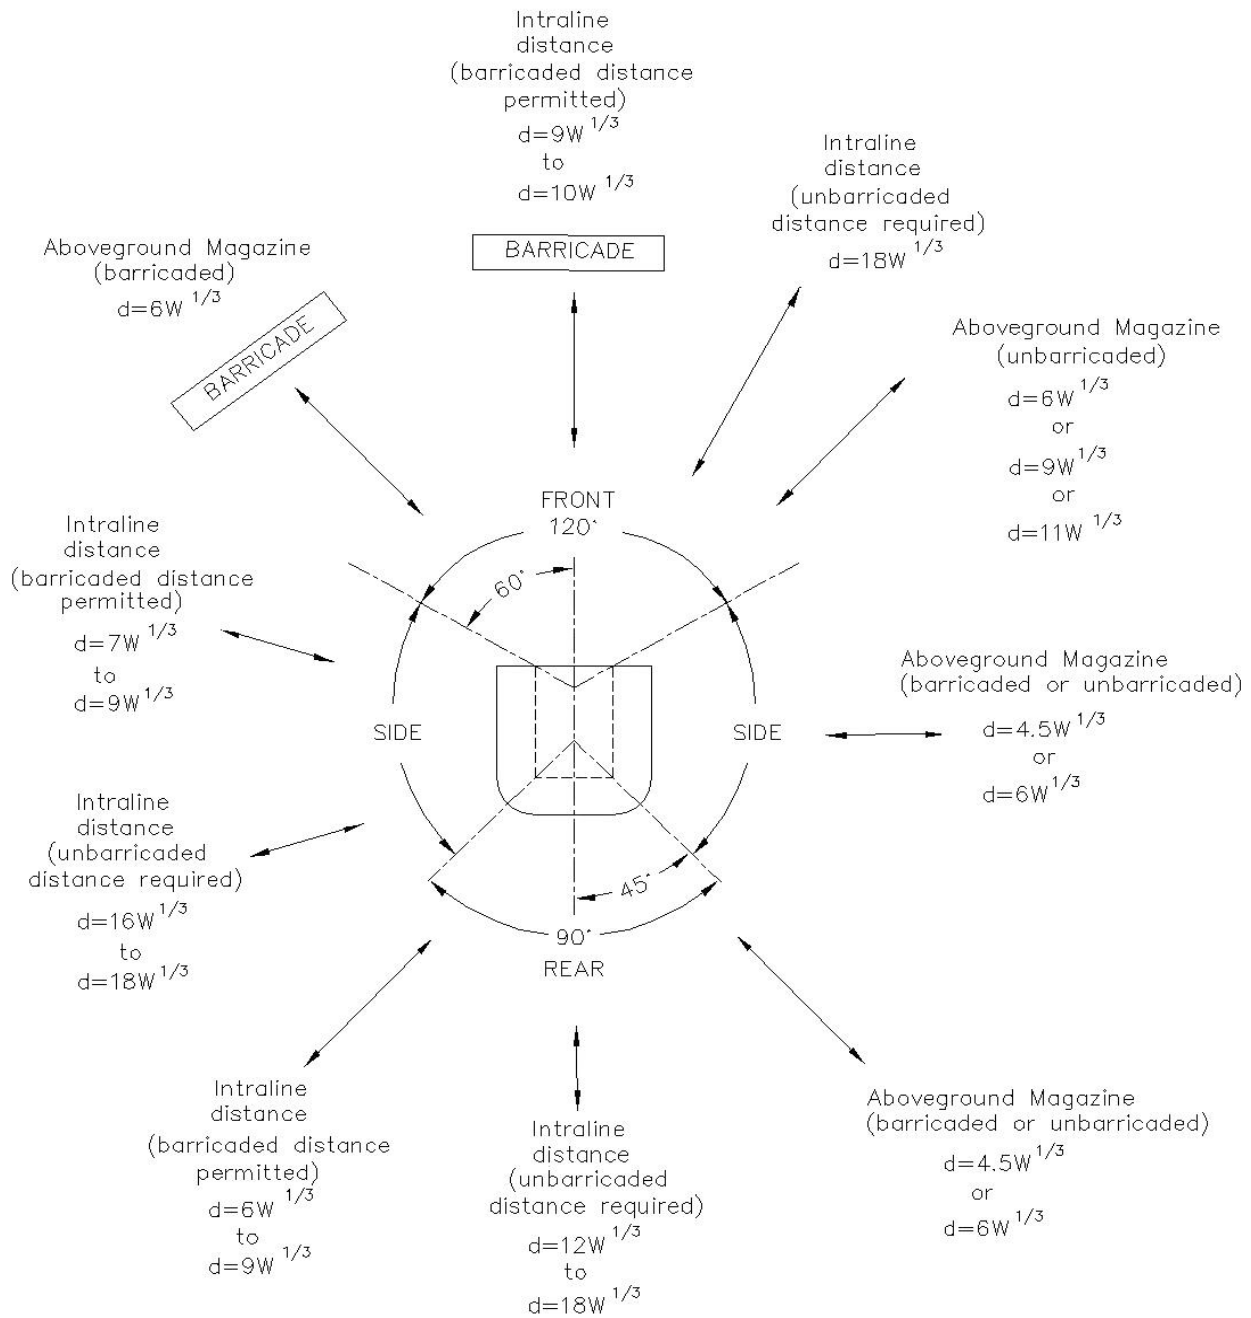 Intraline
distance
(barricaded distance
permitted)
d=9W 1/3
to
d=10W 1/3
BARRICADE
Intraline
distance
(unbarricaded
distance required)
d=18W 1/3
Aboveground Magazine
(barricaded)
d=6W 1/3
BARRICADE
Aboveground Magazine
(unbarricaded)
d=6W 1/3
or
d=9W 1/3
or
d=11W 1/3
FRONT
120°
60°
Intraline
distance
(barricaded distance
permitted)
d=7W 1/3
to
d=9W 1/3
SIDE
SIDE
Aboveground Magazine
(barricaded or unbarricaded)
d=4.5W 1/3
or
d=6W 1/3
Intraline
distance
(unbarricaded
distance required)
d=16W 1/3
to
d=18W 1/3
45°
90°
REAR
Intraline
distance
(barricaded distance
permitted)
d=6W 1/3
to
d=9W 1/3
Intraline
distance
(unbarricaded
distance required)
d=12W 1/3
to
d=18W 1/3
Aboveground Magazine
(barricaded or unbarricaded)
d=4.5W 1/3
or
d=6W 1/3